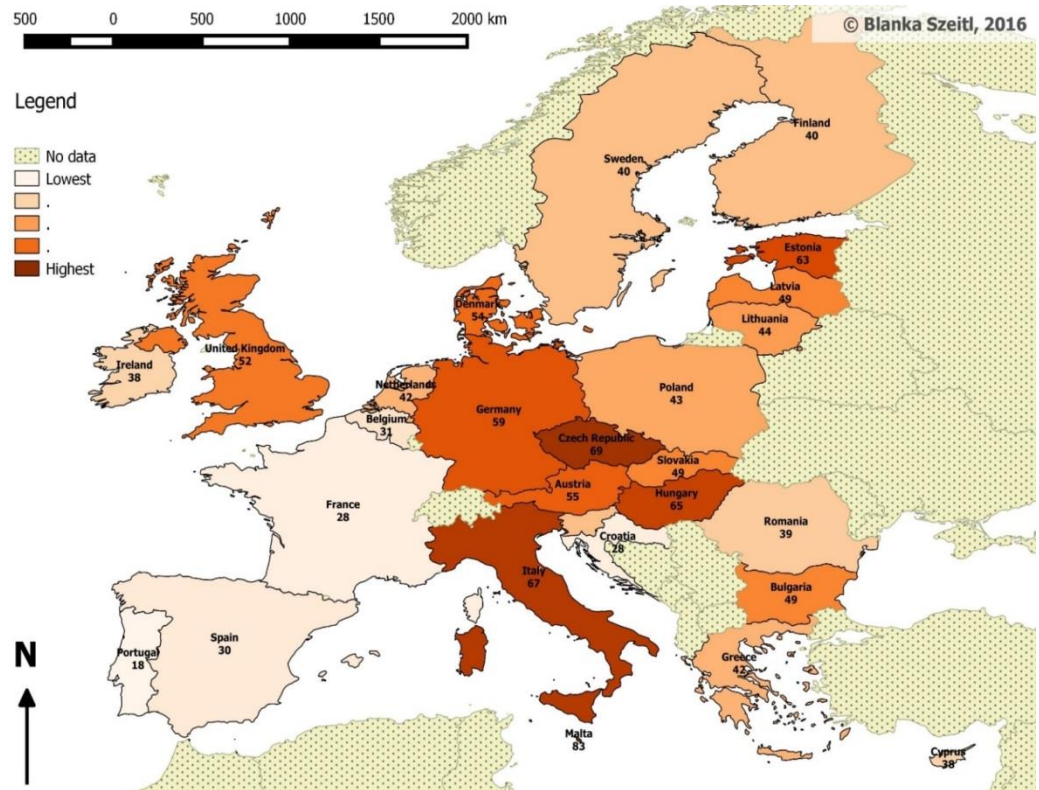 500 0 500 1000 1500 2000 km
© Blanka Szeitl, 2016
Legend
No data
Lowest
.
.
.
Highest
Finland
40
Sweden
40
Estonia
63
Latvia
49
Lithuania
44
Denmark
54
United Kingdom
52
Ireland
38
Netherlands
42
Belgium
31
Germany
59
Poland
43
Czech Republic
69
Slovakia
49
Austria
55
Hungary
65
France
28
Croatia
28
Romania
39
Italy
67
Bulgaria
49
Spain
30
Portugal
18
Greece
42
Malta
83
Cyprus
38
N